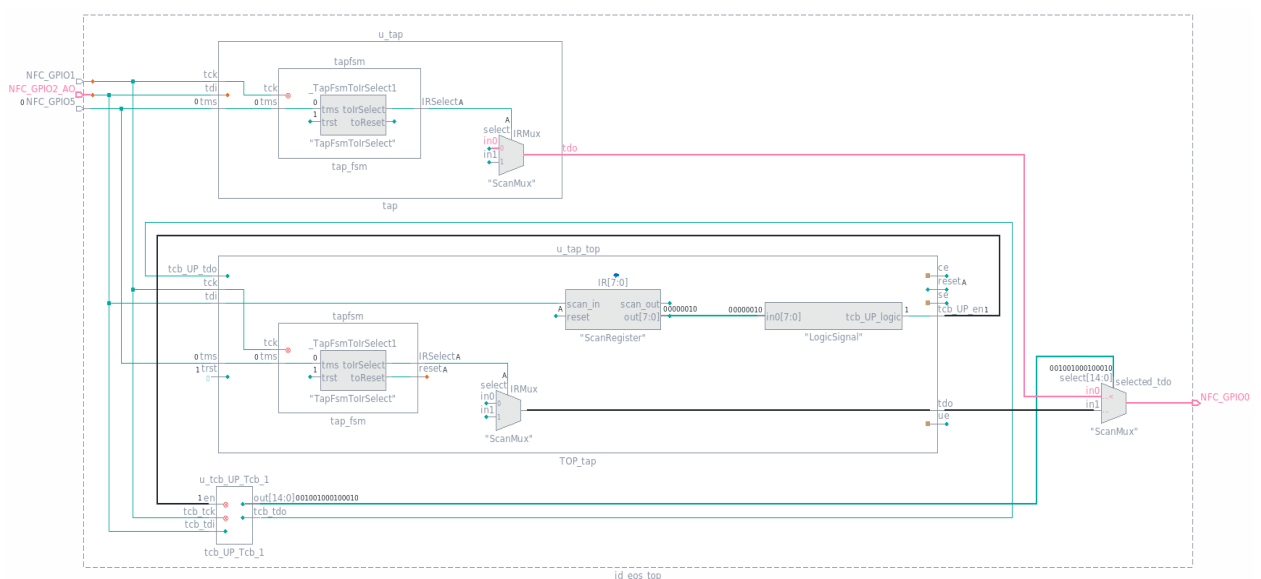 u_tap
NFC_GPIO1
tck
tapfsm
NFC_GPIO2_AO
tdi
tck
_TapFsmToIrSelect1
0 NFC_GPIO5
0 tms
0 tms
0
tms toIrSelect
IRSelect A
1
trst toReset
"TapFsmToIrSelect"
tap_fsm
A
select
IRMux
in0
0
in1
1
tdo
"ScanMux"
tap
u_tap_top
tcb_UP_tdo
tck
tdi
IR[7:0]
scan_in scan_out
A
reset out[7:0]
00000010
"ScanRegister"
00000010
in0[7:0] tcb_UP_logic
1
"LogicSignal"
ce
reset A
se
tcb_UP_en 1
tapfsm
tck
_TapFsmToIrSelect1
0 tms
0 tms
0
tms toIrSelect
IRSelect A
1 trst
1
trst toReset
reset A
"TapFsmToIrSelect"
tap_fsm
A
select
IRMux
in0
0
in1
1
"ScanMux"
tdo
ue
TOP_tap
001001000100010
select[14:0]
selected_tdo
in0
in1
"ScanMux"
NFC_GPIO0
u_tcb_UP_Tcb_1
1 en
out[14:0] 001001000100010
tcb_tck
tcb_tdo
tcb_tdi
tcb_UP_Tcb_1
id_eos_top